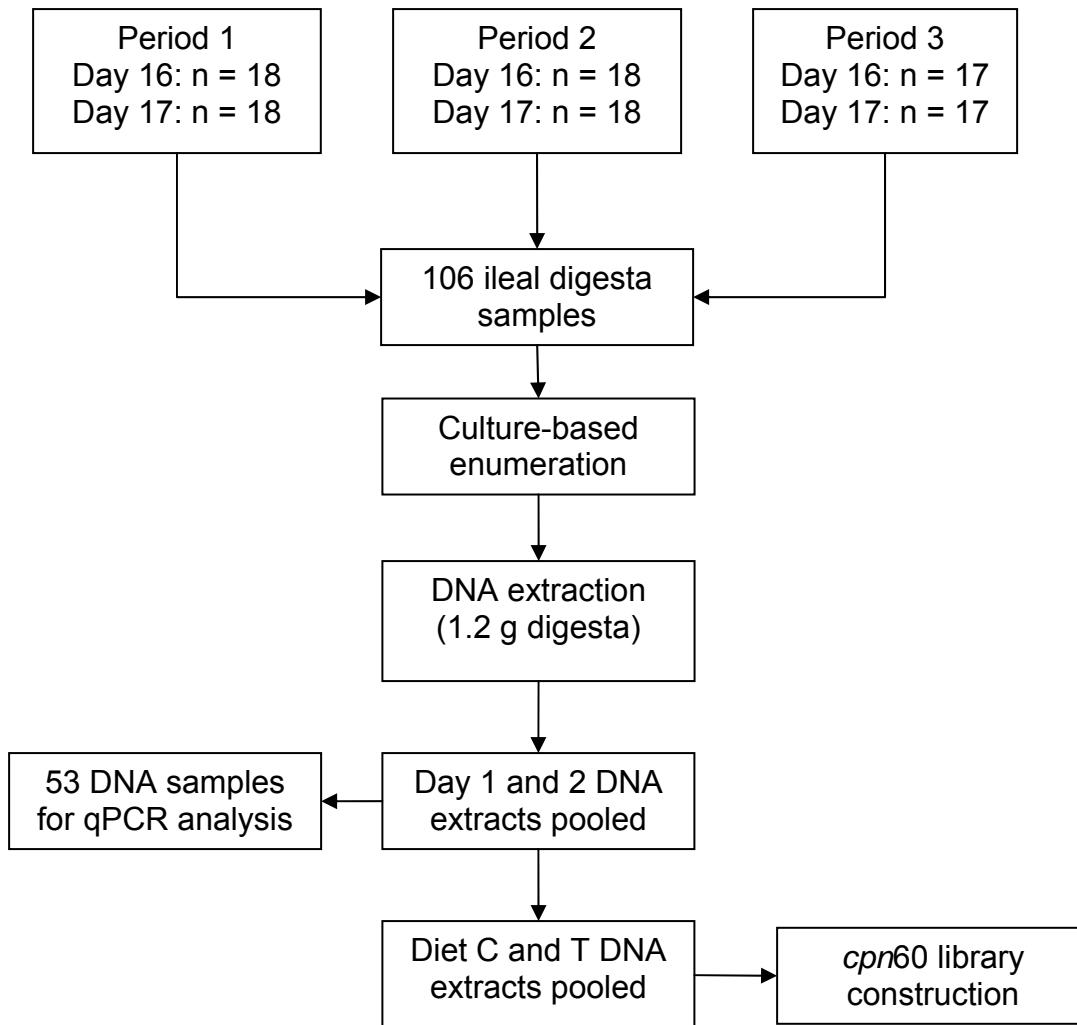 Period 1
Day 16: n = 18
Day 17: n = 18
Period 2
Day 16: n = 18
Day 17: n = 18
Period 3
Day 16: n = 17
Day 17: n = 17
106 ileal digesta
samples
Culture-based
enumeration
DNA extraction
(1.2 g digesta)
53 DNA samples
for qPCR analysis
Day 1 and 2 DNA
extracts pooled
Diet C and T DNA
extracts pooled
cpn60 library
construction